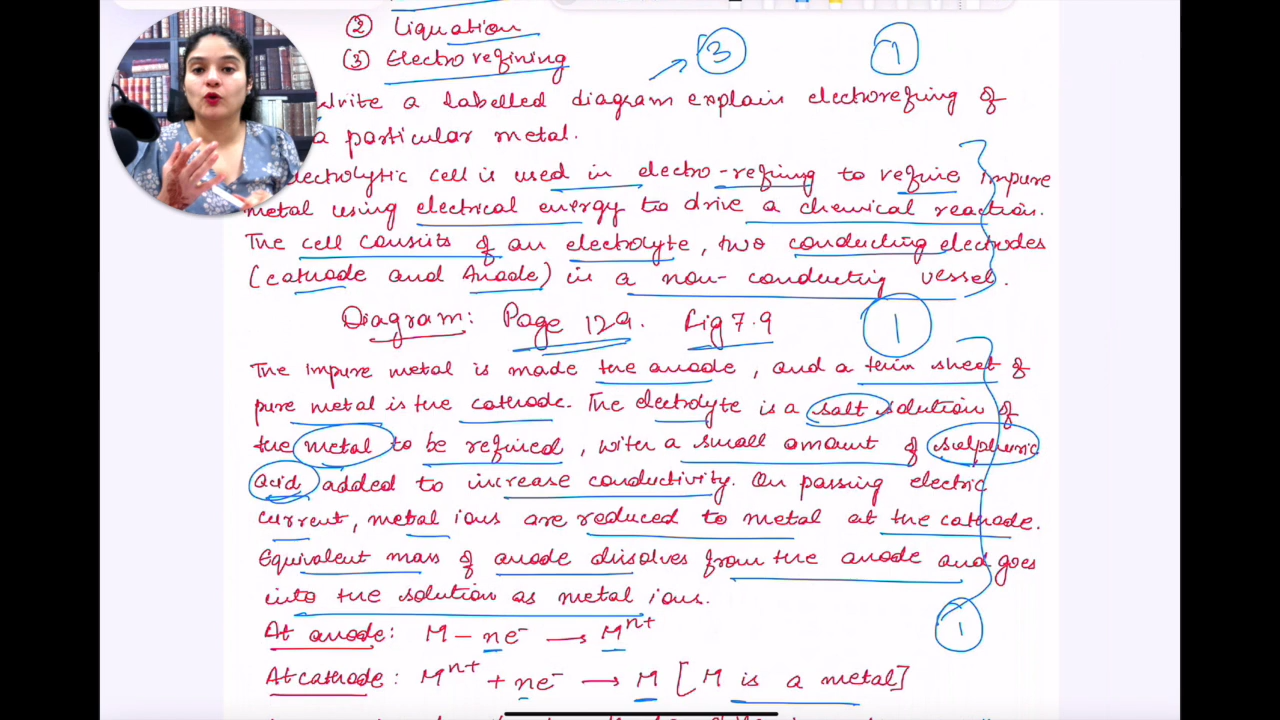 ② Liquation
③ Electro refining
③ 1
Write a labelled diagram explain electrorefing of
a particular metal.
electrolytic cell is used in electro-refining to refine impure
metal using electrical energy to drive a chemical reaction.
The cell consists of an electrolyte, two conducting electrodes
(cathode and Anode) in a non-conducting vessel.
Diagram: Page 129. Fig 7.9 1
The impure metal is made the anode, and a thin sheet of
pure metal is the cathode. The electrolyte is a salt solution of
the metal to be refined, with a small amount of sulphuric
acid added to increase conductivity. On passing electric
current, metal ions are reduced to metal at the cathode.
Equivalent mass of anode dissolves from the anode and goes
into the solution as metal ions.
1
At anode: M - ne⁻ → Mⁿ⁺
At cathode: Mⁿ⁺ + ne⁻ → M [M is a metal]